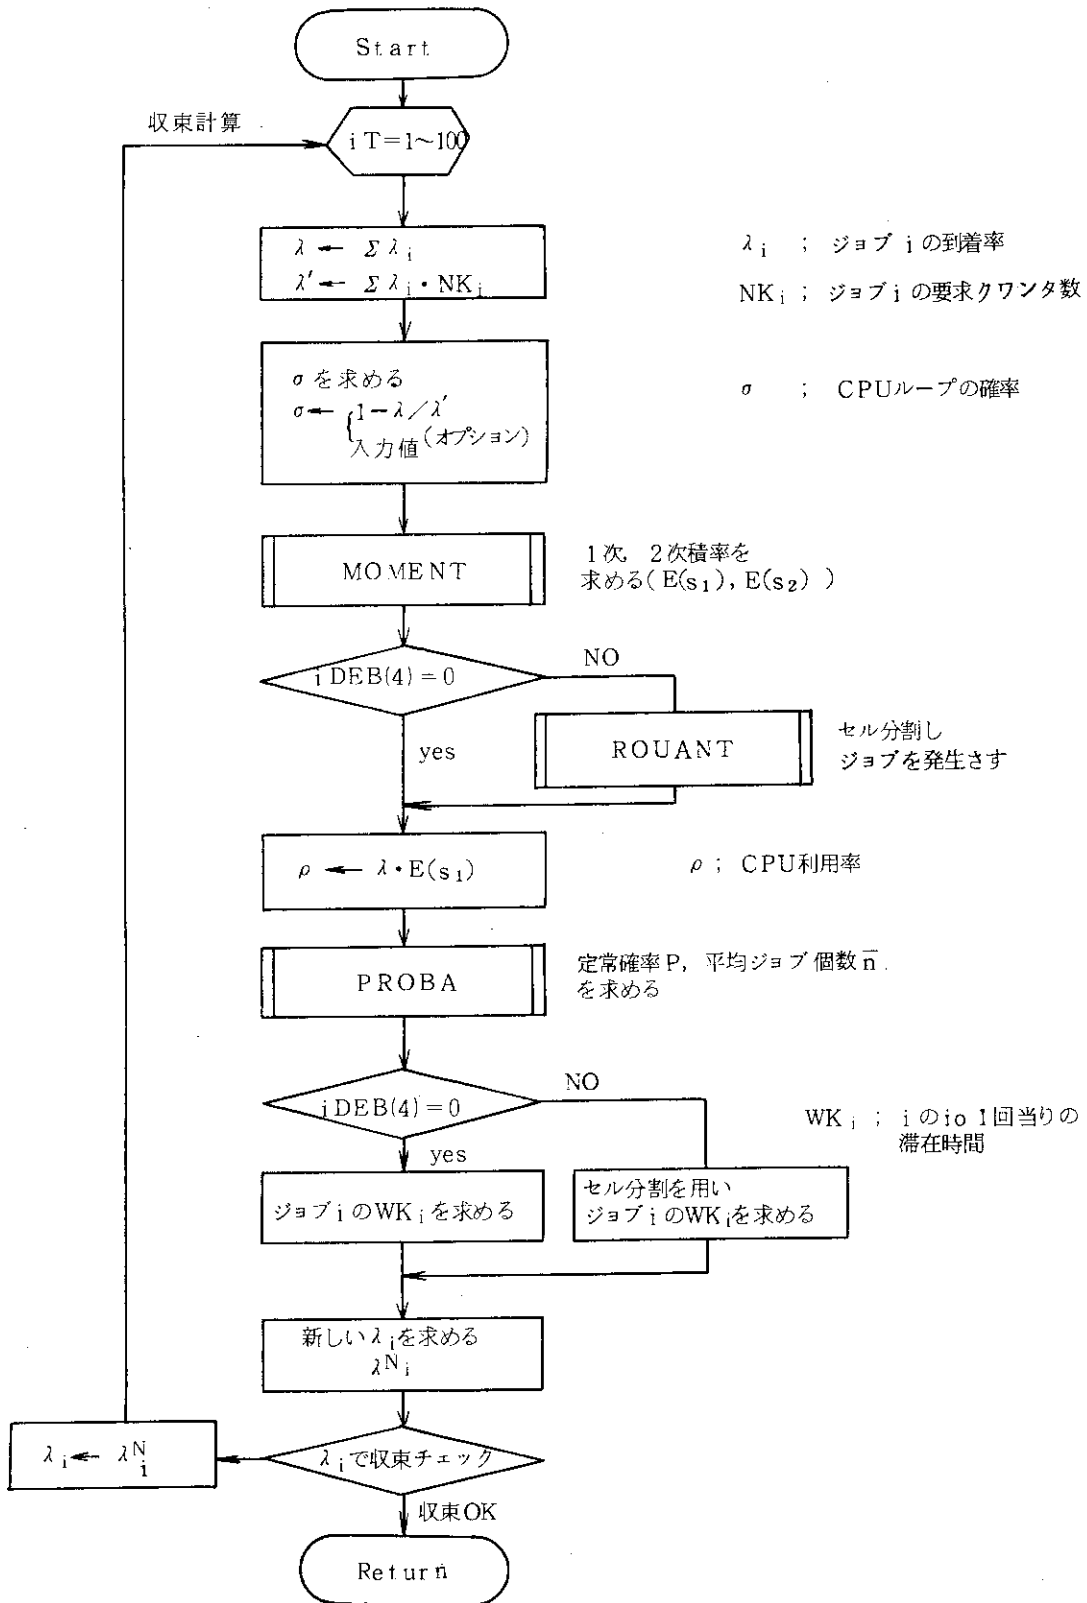 Start
収束計算
i T=1~100
λ ← Σ λi
λ' ← Σ λi・NKi
λi ; ジョブ i の到着率
NKi ; ジョブ i の要求クワンタ数
σ を求める
σ ← { 1-λ/λ'
入力値(オプション)
σ ; CPUループの確率
MOMENT
1次, 2次積率を
求める(E(s1), E(s2))
i DEB(4)=0
NO
yes
ROUANT
セル分割し
ジョブを発生さす
ρ ← λ・E(s1)
ρ ; CPU利用率
PROBA
定常確率P, 平均ジョブ個数n̄
を求める
i DEB(4)=0
NO
yes
WKi ; i のio 1回当りの
滞在時間
ジョブ i のWKi を求める
セル分割を用い
ジョブ i のWKiを求める
新しいλiを求める
λNi
λi ← λNi
λi で収束チェック
収束OK
Return